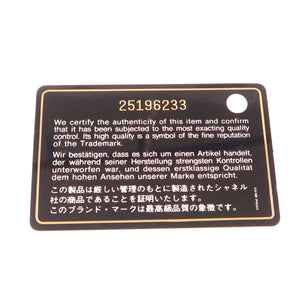 25196233
We certify the authenticity of this item and confirm
that it has been subjected to the most exacting quality
control. Its high quality is a symbol of the fine reputation
of the Trademark.
Wir bestätigen, dass es sich um einen Artikel handelt,
der während seiner Herstellung strengsten Kontrollen
unterworfen war, und dessen erstklassige Qualität
dem hohen Ansehen unserer Marke entspricht.
この製品は厳しい管理のもとに製造されたシャネル
社の商品であることを証明いたします。
このブランド・マークは最高級品質の象徴です。